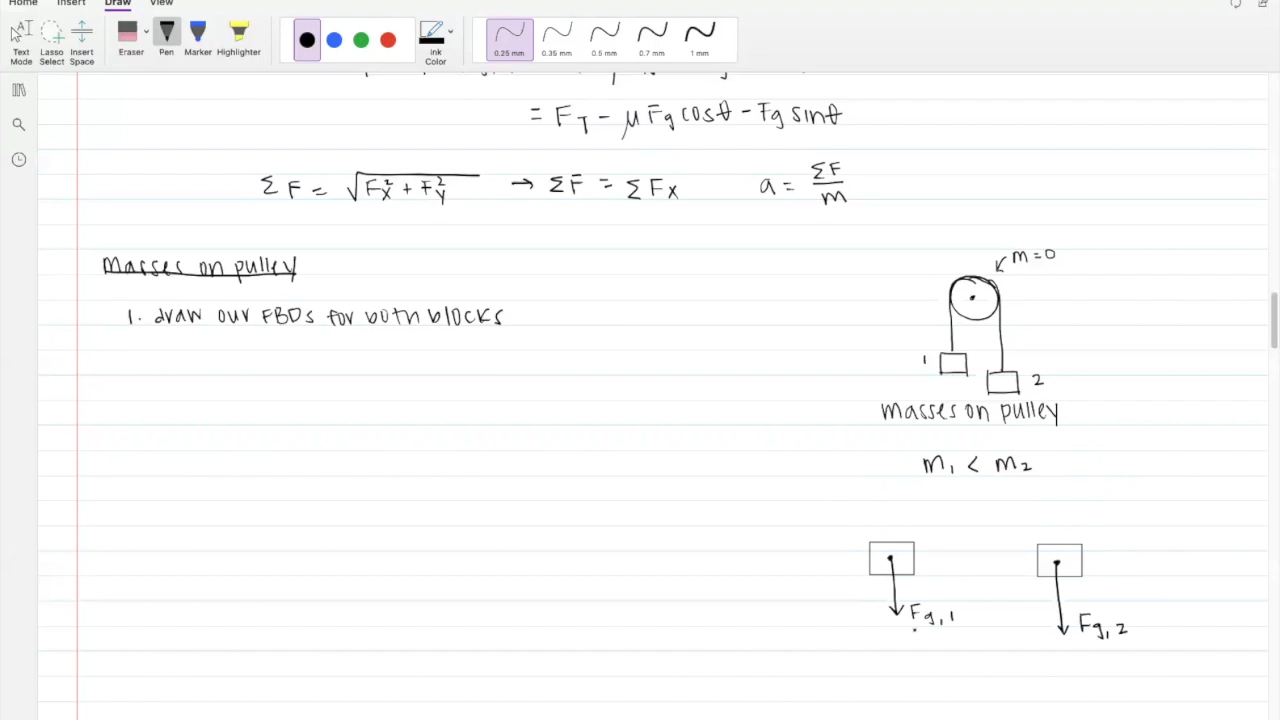 Home Insert Draw View
Text Mode
Lasso Select
Insert Space
Eraser
Pen
Marker
Highlighter
Ink Color
0.25 mm
0.35 mm
0.5 mm
0.7 mm
1 mm
= F_T - μ Fg cosθ - Fg sinθ
Σ F = √(Fx² + Fy²) → Σ F = Σ Fx a = ΣF/m
Masses on pulley
1. draw our FBDs for both blocks
m = 0
1
2
masses on pulley
m₁ < m₂
Fg,1
Fg,2